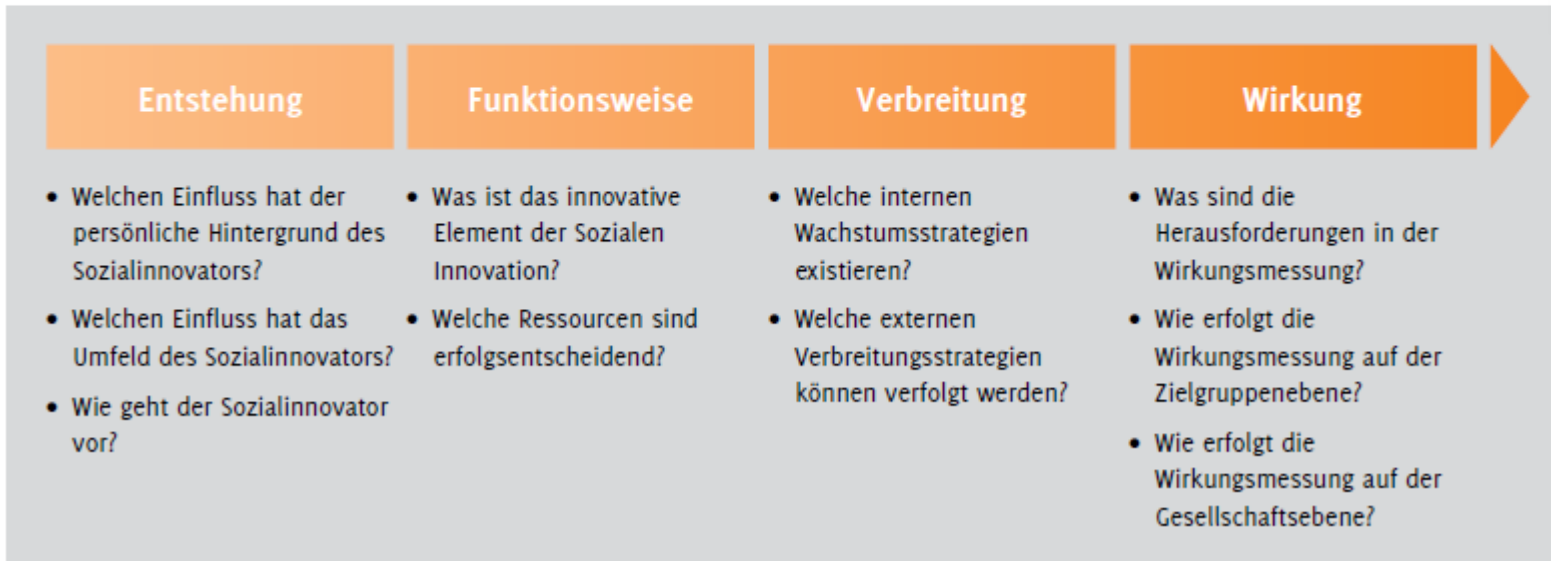 Entstehung
• Welchen Einfluss hat der
persönliche Hintergrund des
Sozialinnovators?
• Welchen Einfluss hat das
Umfeld des Sozialinnovators?
• Wie geht der Sozialinnovator
vor?
Funktionsweise
• Was ist das innovative
Element der Sozialen
Innovation?
• Welche Ressourcen sind
erfolgsentscheidend?
Verbreitung
• Welche internen
Wachstumsstrategien
existieren?
• Welche externen
Verbreitungsstrategien
können verfolgt werden?
Wirkung
• Was sind die
Herausforderungen in der
Wirkungsmessung?
• Wie erfolgt die
Wirkungsmessung auf der
Zielgruppenebene?
• Wie erfolgt die
Wirkungsmessung auf der
Gesellschaftsebene?